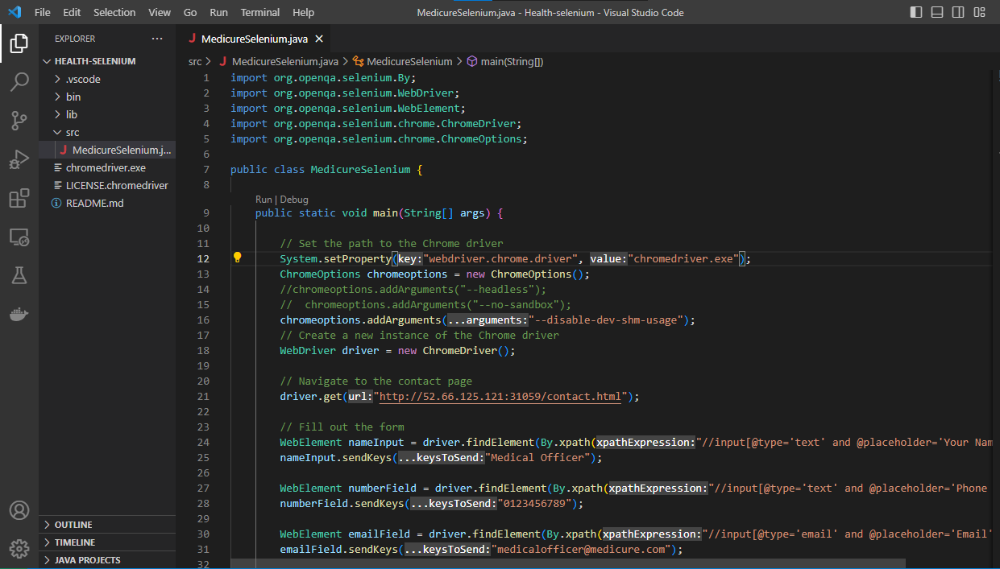 File Edit Selection View Go Run Terminal Help MedicureSelenium.java - Health-selenium - Visual Studio Code
EXPLORER ...
HEALTH-SELENIUM
.vscode
bin
lib
src
MedicureSelenium.j...
chromedriver.exe
LICENSE.chromedriver
README.md
OUTLINE
TIMELINE
JAVA PROJECTS
J MedicureSelenium.java ×
src > J MedicureSelenium.java > MedicureSelenium > main(String[])
1 import org.openqa.selenium.By;
2 import org.openqa.selenium.WebDriver;
3 import org.openqa.selenium.WebElement;
4 import org.openqa.selenium.chrome.ChromeDriver;
5 import org.openqa.selenium.chrome.ChromeOptions;
6
7 public class MedicureSelenium {
8
Run | Debug
9 public static void main(String[] args) {
10
11 // Set the path to the Chrome driver
12 System.setProperty(key:"webdriver.chrome.driver", value:"chromedriver.exe");
13 ChromeOptions chromeoptions = new ChromeOptions();
14 //chromeoptions.addArguments("--headless");
15 // chromeoptions.addArguments("--no-sandbox");
16 chromeoptions.addArguments(...arguments:"--disable-dev-shm-usage");
17 // Create a new instance of the Chrome driver
18 WebDriver driver = new ChromeDriver();
19
20 // Navigate to the contact page
21 driver.get(url:"http://52.66.125.121:31059/contact.html");
22
23 // Fill out the form
24 WebElement nameInput = driver.findElement(By.xpath(xpathExpression:"//input[@type='text' and @placeholder='Your Nam
25 nameInput.sendKeys(...keysToSend:"Medical Officer");
26
27 WebElement numberField = driver.findElement(By.xpath(xpathExpression:"//input[@type='text' and @placeholder='Phone
28 numberField.sendKeys(...keysToSend:"0123456789");
29
30 WebElement emailField = driver.findElement(By.xpath(xpathExpression:"//input[@type='email' and @placeholder='Email'
31 emailField.sendKeys(...keysToSend:"medicalofficer@medicure.com");
32